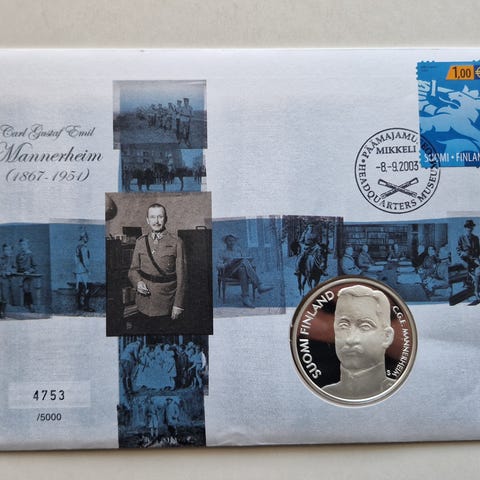 Carl Gustaf Emil
Mannerheim
(1867-1951)
4753
/5000
PÄÄMAJAMUSEO
MIKKELI
-8.-9.2003
HEADQUARTERS MUSEUM
1,00 €
SUOMI • FINLAND
SUOMI FINLAND
C.G.E. MANNERHEIM